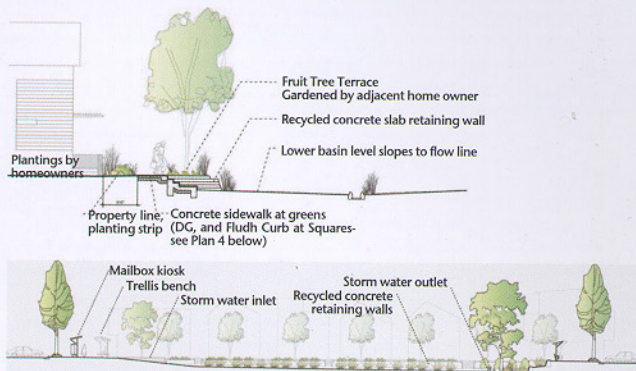 Fruit Tree Terrace
Gardened by adjacent home owner
Recycled concrete slab retaining wall
Lower basin level slopes to flow line
Plantings by
homeowners
Property line,
planting strip
Concrete sidewalk at greens
(DG, and Fludh Curb at Squares-
see Plan 4 below)
Mailbox kiosk
Trellis bench
Storm water inlet
Storm water outlet
Recycled concrete
retaining walls